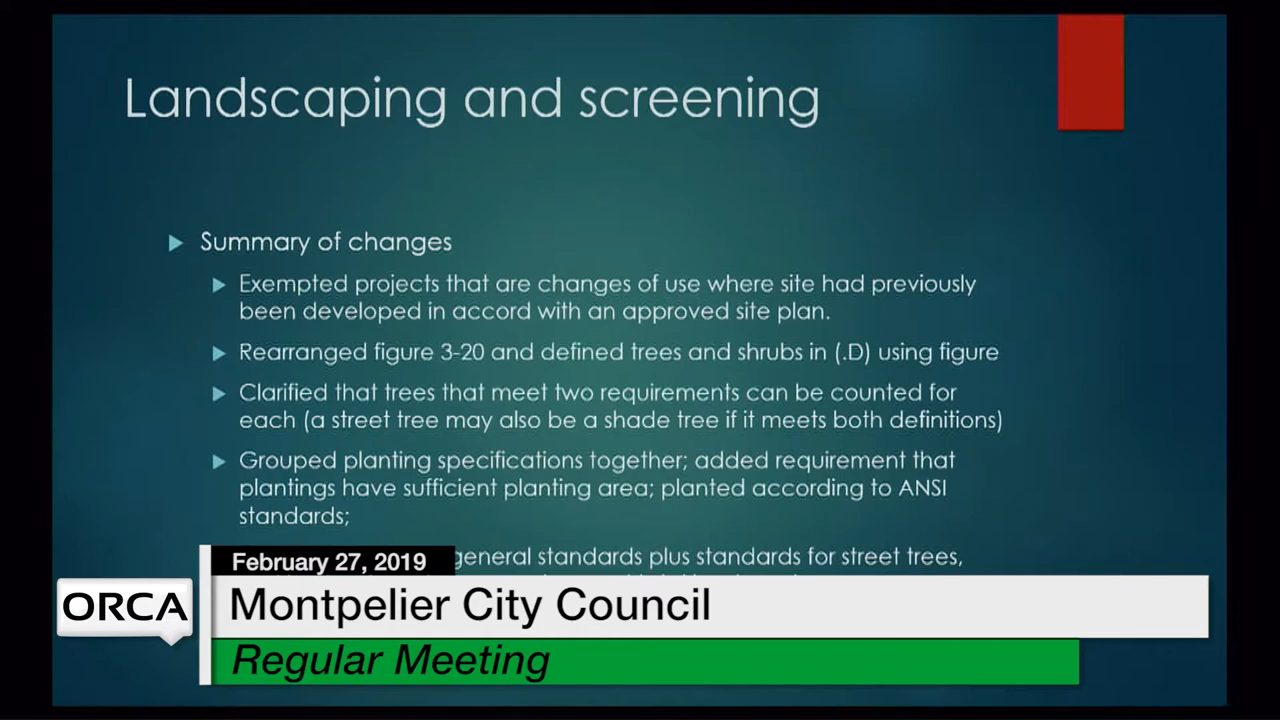 Landscaping and screening
Summary of changes
Exempted projects that are changes of use where site had previously
been developed in accord with an approved site plan.
Rearranged figure 3-20 and defined trees and shrubs in (.D) using figure
Clarified that trees that meet two requirements can be counted for
each (a street tree may also be a shade tree if it meets both definitions)
Grouped planting specifications together; added requirement that
plantings have sufficient planting area; planted according to ANSI
standards;
general standards plus standards for street trees,
February 27, 2019
ORCA
Montpelier City Council
Regular Meeting